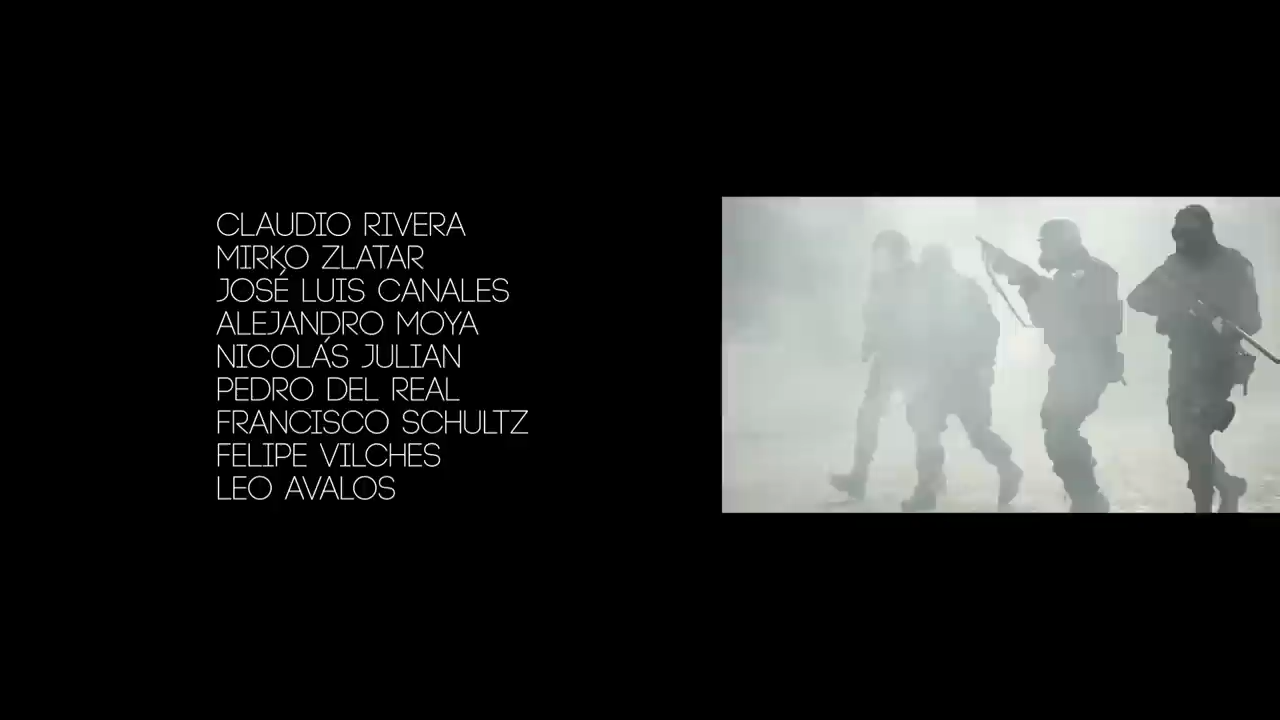 CLAUDIO RIVERA
MIRKO ZLATAR
JOSÉ LUIS CANALES
ALEJANDRO MOYA
NICOLÁS JULIAN
PEDRO DEL REAL
FRANCISCO SCHULTZ
FELIPE VILCHES
LEO AVALOS